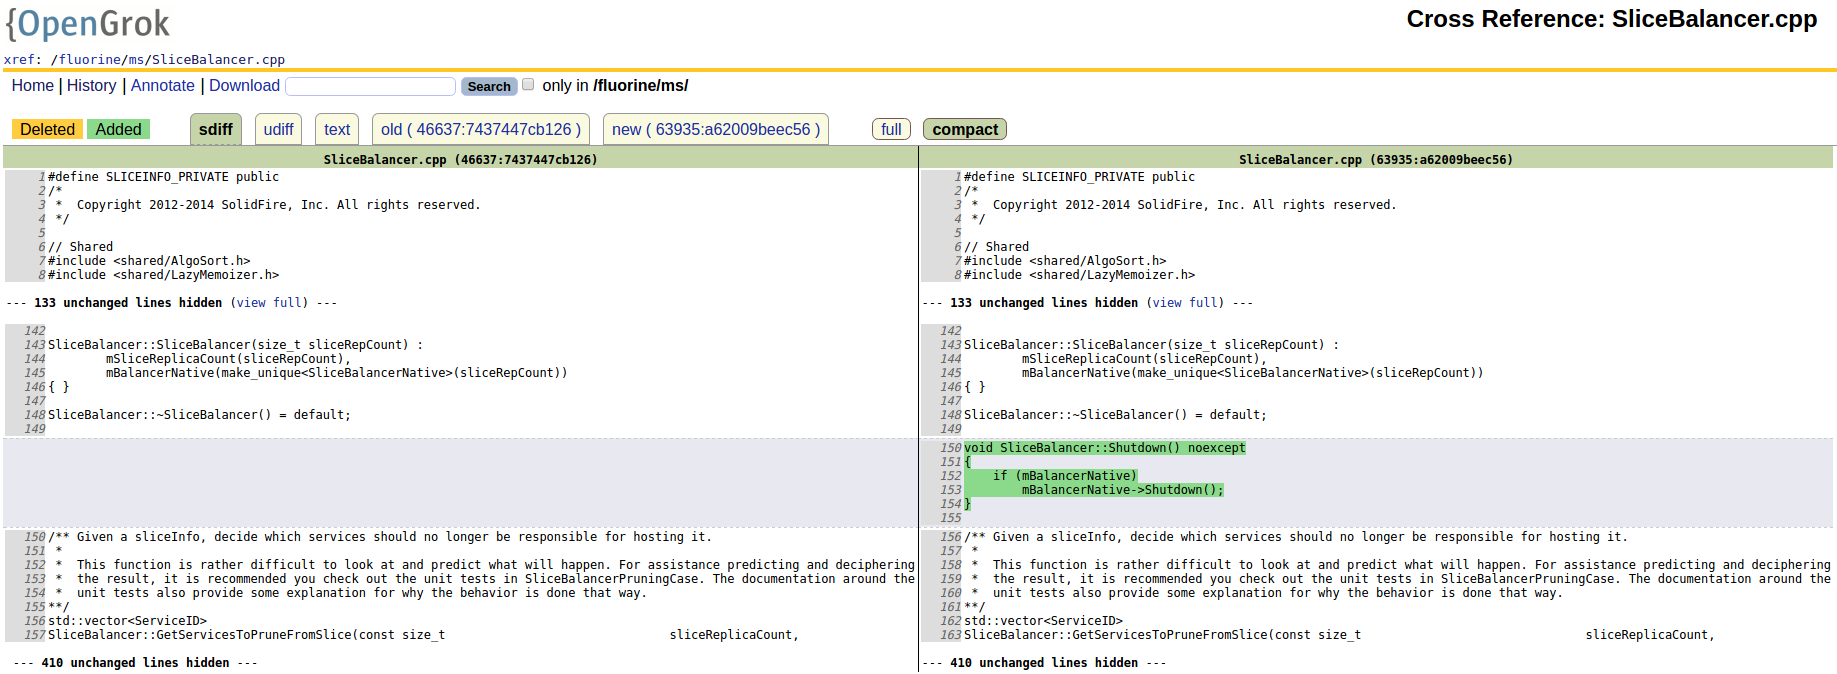 {OpenGrok
Cross Reference: SliceBalancer.cpp
xref: /fluorine/ms/SliceBalancer.cpp
Home | History | Annotate | Download Search only in /fluorine/ms/
Deleted Added sdiff udiff text old ( 46637:7437447cb126 ) new ( 63935:a62009beec56 ) full compact
SliceBalancer.cpp (46637:7437447cb126)
1 #define SLICEINFO_PRIVATE public
2 /*
3  *  Copyright 2012-2014 SolidFire, Inc. All rights reserved.
4  */
5
6 // Shared
7 #include <shared/AlgoSort.h>
8 #include <shared/LazyMemoizer.h>
--- 133 unchanged lines hidden (view full) ---
142
143 SliceBalancer::SliceBalancer(size_t sliceRepCount) :
144         mSliceReplicaCount(sliceRepCount),
145         mBalancerNative(make_unique<SliceBalancerNative>(sliceRepCount))
146 { }
147
148 SliceBalancer::~SliceBalancer() = default;
149
150 /** Given a sliceInfo, decide which services should no longer be responsible for hosting it.
151  *
152  *  This function is rather difficult to look at and predict what will happen. For assistance predicting and deciphering
153  *  the result, it is recommended you check out the unit tests in SliceBalancerPruningCase. The documentation around the
154  *  unit tests also provide some explanation for why the behavior is done that way.
155 **/
156 std::vector<ServiceID>
157 SliceBalancer::GetServicesToPruneFromSlice(const size_t                               sliceReplicaCount,
--- 410 unchanged lines hidden ---
SliceBalancer.cpp (63935:a62009beec56)
1 #define SLICEINFO_PRIVATE public
2 /*
3  *  Copyright 2012-2014 SolidFire, Inc. All rights reserved.
4  */
5
6 // Shared
7 #include <shared/AlgoSort.h>
8 #include <shared/LazyMemoizer.h>
--- 133 unchanged lines hidden (view full) ---
142
143 SliceBalancer::SliceBalancer(size_t sliceRepCount) :
144         mSliceReplicaCount(sliceRepCount),
145         mBalancerNative(make_unique<SliceBalancerNative>(sliceRepCount))
146 { }
147
148 SliceBalancer::~SliceBalancer() = default;
149
150 void SliceBalancer::Shutdown() noexcept
151 {
152     if (mBalancerNative)
153         mBalancerNative->Shutdown();
154 }
155
156 /** Given a sliceInfo, decide which services should no longer be responsible for hosting it.
157  *
158  *  This function is rather difficult to look at and predict what will happen. For assistance predicting and deciphering
159  *  the result, it is recommended you check out the unit tests in SliceBalancerPruningCase. The documentation around the
160  *  unit tests also provide some explanation for why the behavior is done that way.
161 **/
162 std::vector<ServiceID>
163 SliceBalancer::GetServicesToPruneFromSlice(const size_t                               sliceReplicaCount,
--- 410 unchanged lines hidden ---